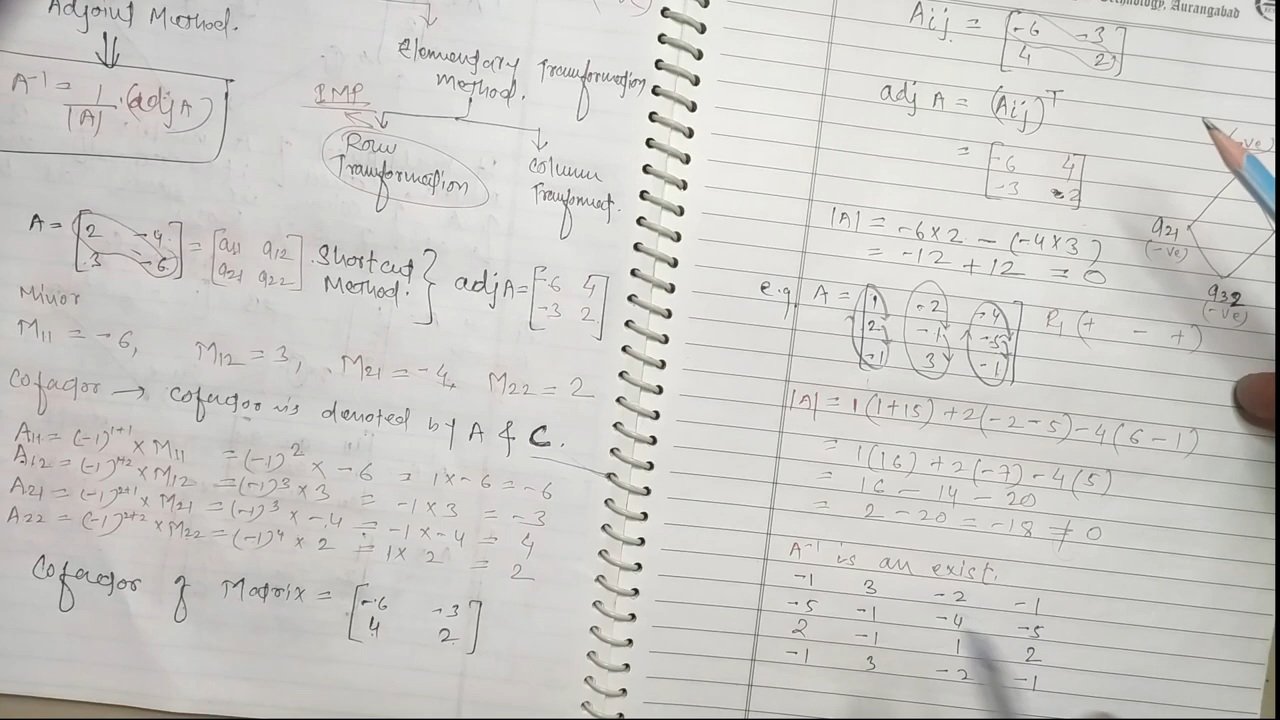 Adjoint Method.
⇓
A⁻¹ = 1/|A| · (adj A)
Elementary Transformation
Method.
IMP
Row
Transformation
Column
Transformat.
A = [2 -4; 3 -6] = [a11 a12; a21 a22] Shortcut Method. } adj A = [-6 4; -3 2]
Minor
M11 = -6, M12 = 3, M21 = -4, M22 = 2
Cofactor → cofactor is denoted by A & C.
A11 = (-1)¹⁺¹ × M11 = (-1)² × -6 = 1 × -6 = -6
A12 = (-1)¹⁺² × M12 = (-1)³ × 3 = -1 × 3 = -3
A21 = (-1)²⁺¹ × M21 = (-1)³ × -4 = -1 × -4 = 4
A22 = (-1)²⁺² × M22 = (-1)⁴ × 2 = 1 × 2 = 2
Cofactor of Matrix = [-6 -3; 4 2]
Technology, Aurangabad
Aij = [-6 -3; 4 2]
adj A = (Aij)ᵀ
= [-6 4; -3 2]
|A| = -6×2 - (-4×3)
= -12 + 12 = 0
a21
(-ve)
a32
(-ve)
e.g. A = [1 -2 -4; 2 -1 -5; -1 3 -1] R1 (+ - +)
|A| = 1(1+15) + 2(-2-5) - 4(6-1)
= 1(16) + 2(-7) - 4(5)
= 16 - 14 - 20
= 2 - 20 = -18 ≠ 0
A⁻¹ is an exist.
-1 3 -2 -1
-5 -1 -4 -5
2 -1 1 2
-1 3 -2 -1